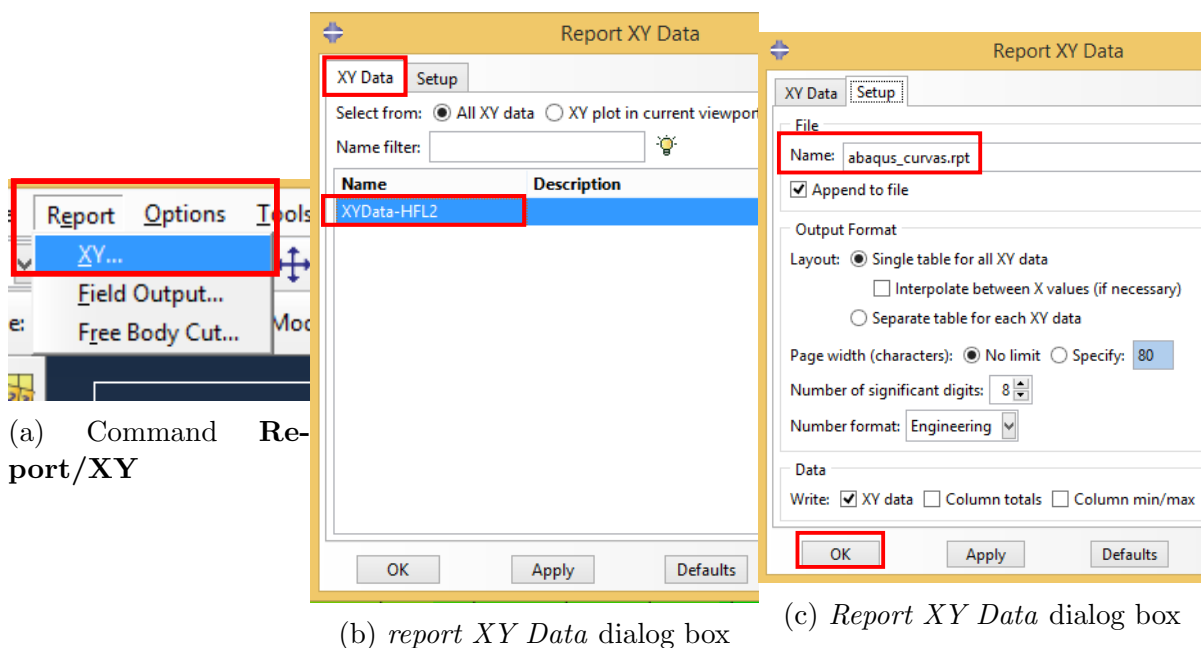 Report Options Tools
XY...
Field Output...
Free Body Cut...
e:
(a) Command Re-
port/XY
Report XY Data
XY Data Setup
Select from: All XY data XY plot in current viewport
Name filter:
Name Description
XYData-HFL2
OK Apply Defaults
(b) report XY Data dialog box
Report XY Data
XY Data Setup
File
Name: abaqus_curvas.rpt
Append to file
Output Format
Layout: Single table for all XY data
Interpolate between X values (if necessary)
Separate table for each XY data
Page width (characters): No limit Specify: 80
Number of significant digits: 8
Number format: Engineering
Data
Write: XY data Column totals Column min/max
OK Apply Defaults
(c) Report XY Data dialog box